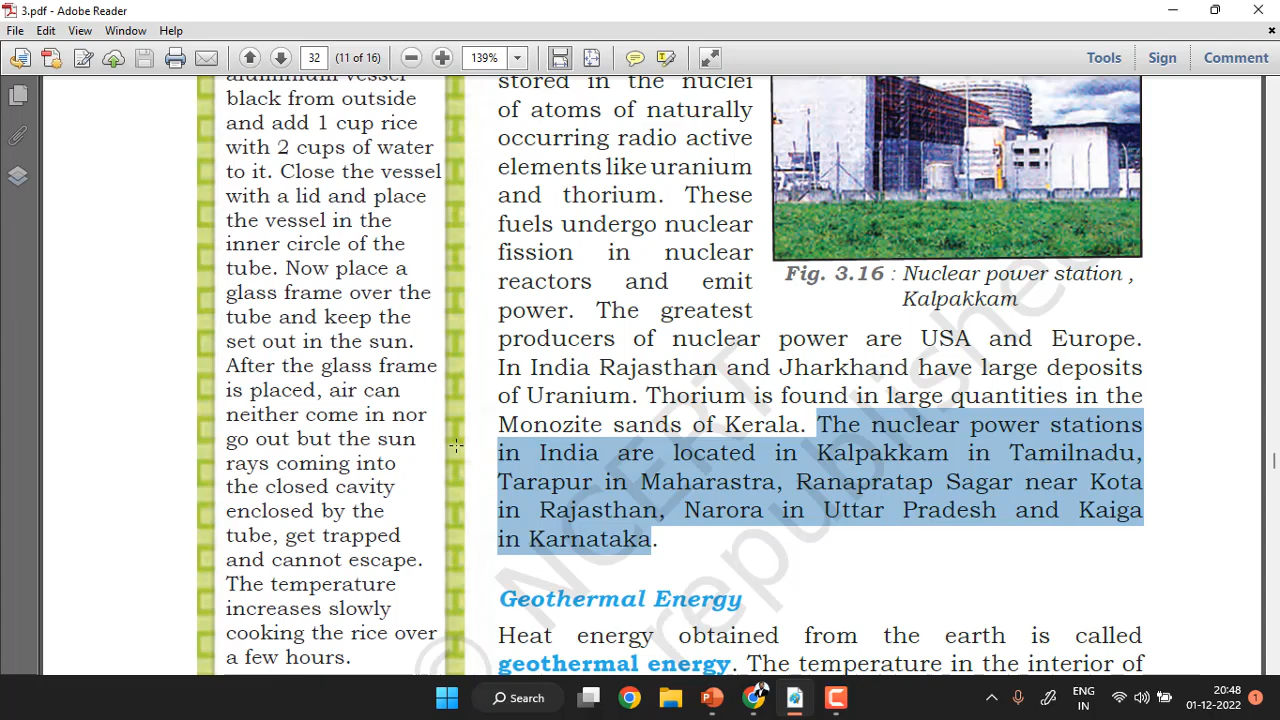 3.pdf - Adobe Reader
File Edit View Window Help
32 (11 of 16) 139% Tools Sign Comment
aluminium vessel
black from outside
and add 1 cup rice
with 2 cups of water
to it. Close the vessel
with a lid and place
the vessel in the
inner circle of the
tube. Now place a
glass frame over the
tube and keep the
set out in the sun.
After the glass frame
is placed, air can
neither come in nor
go out but the sun
rays coming into
the closed cavity
enclosed by the
tube, get trapped
and cannot escape.
The temperature
increases slowly
cooking the rice over
a few hours.
stored in the nuclei
of atoms of naturally
occurring radio active
elements like uranium
and thorium. These
fuels undergo nuclear
fission in nuclear
reactors and emit
power. The greatest
producers of nuclear power are USA and Europe.
In India Rajasthan and Jharkhand have large deposits
of Uranium. Thorium is found in large quantities in the
Monozite sands of Kerala. The nuclear power stations
in India are located in Kalpakkam in Tamilnadu,
Tarapur in Maharastra, Ranapratap Sagar near Kota
in Rajasthan, Narora in Uttar Pradesh and Kaiga
in Karnataka.
Fig. 3.16 : Nuclear power station ,
Kalpakkam
Geothermal Energy
Heat energy obtained from the earth is called
geothermal energy. The temperature in the interior of
© NCERT
republished
Search
ENG
IN
20:48
01-12-2022
1